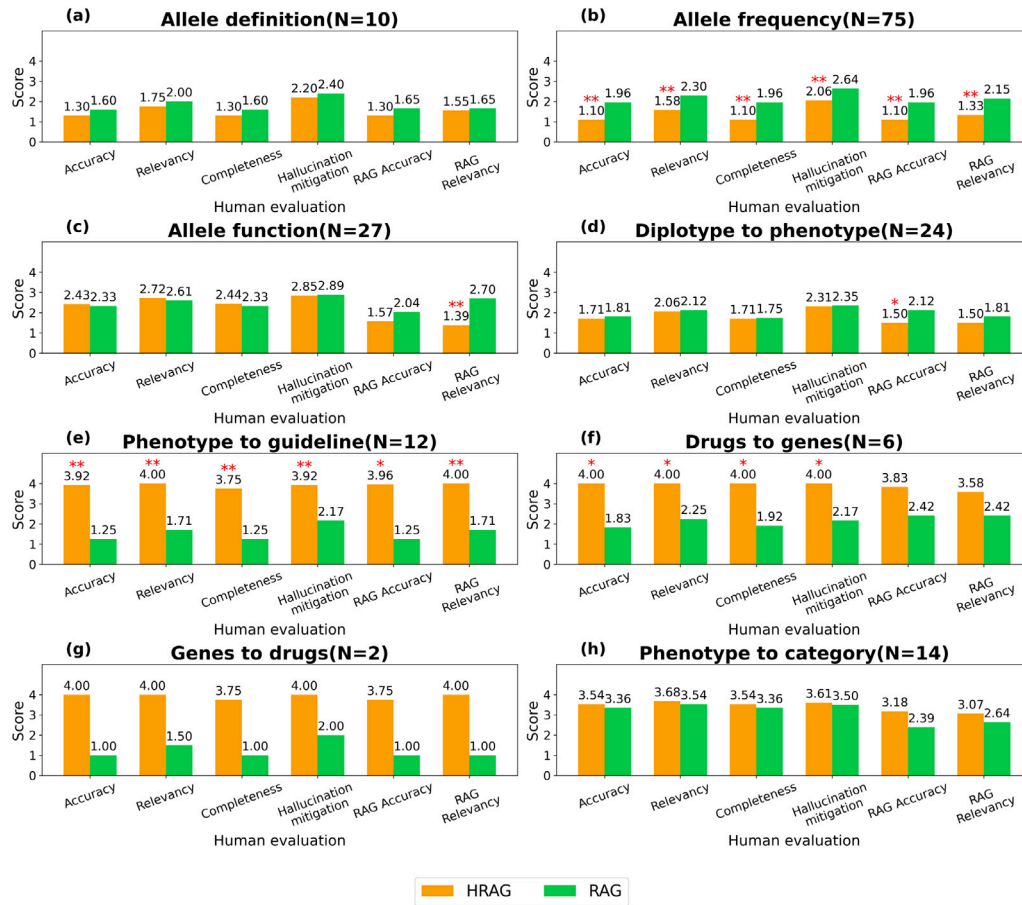 (a) Allele definition(N=10)
4
3
2
1
0
Score
1.30 1.60 1.75 2.00 1.30 1.60 2.20 2.40 1.30 1.65 1.55 1.65
Accuracy Relevancy Completeness Hallucination mitigation RAG Accuracy RAG Relevancy
Human evaluation
(b) Allele frequency(N=75)
4
3
2
1
0
Score
** ** ** ** ** **
1.10 1.96 1.58 2.30 1.10 1.96 2.06 2.64 1.10 1.96 1.33 2.15
Accuracy Relevancy Completeness Hallucination mitigation RAG Accuracy RAG Relevancy
Human evaluation
(c) Allele function(N=27)
4
3
2
1
0
Score
**
2.43 2.33 2.72 2.61 2.44 2.33 2.85 2.89 1.57 2.04 1.39 2.70
Accuracy Relevancy Completeness Hallucination mitigation RAG Accuracy RAG Relevancy
Human evaluation
(d) Diplotype to phenotype(N=24)
4
3
2
1
0
Score
*
1.71 1.81 2.06 2.12 1.71 1.75 2.31 2.35 1.50 2.12 1.50 1.81
Accuracy Relevancy Completeness Hallucination mitigation RAG Accuracy RAG Relevancy
Human evaluation
(e) Phenotype to guideline(N=12)
4
3
2
1
0
Score
** ** ** ** * **
3.92 1.25 4.00 1.71 3.75 1.25 3.92 2.17 3.96 1.25 4.00 1.71
Accuracy Relevancy Completeness Hallucination mitigation RAG Accuracy RAG Relevancy
Human evaluation
(f) Drugs to genes(N=6)
4
3
2
1
0
Score
* * * *
4.00 1.83 4.00 2.25 4.00 1.92 4.00 2.17 3.83 2.42 3.58 2.42
Accuracy Relevancy Completeness Hallucination mitigation RAG Accuracy RAG Relevancy
Human evaluation
(g) Genes to drugs(N=2)
4
3
2
1
0
Score
4.00 1.00 4.00 1.50 3.75 1.00 4.00 2.00 3.75 1.00 4.00 1.00
Accuracy Relevancy Completeness Hallucination mitigation RAG Accuracy RAG Relevancy
Human evaluation
(h) Phenotype to category(N=14)
4
3
2
1
0
Score
3.54 3.36 3.68 3.54 3.54 3.36 3.61 3.50 3.18 2.39 3.07 2.64
Accuracy Relevancy Completeness Hallucination mitigation RAG Accuracy RAG Relevancy
Human evaluation
HRAG RAG